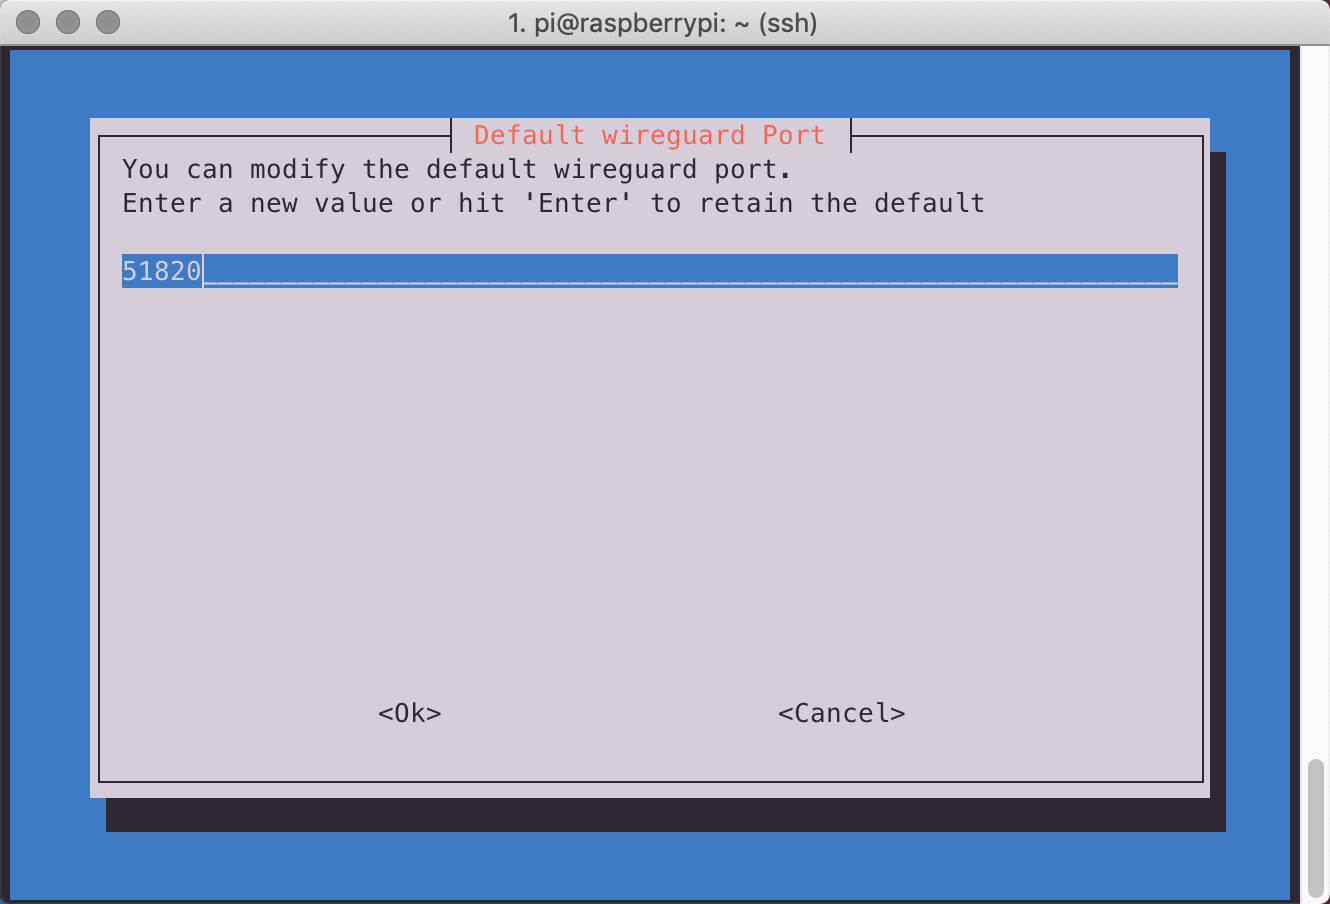 1. pi@raspberrypi: ~ (ssh)
Default wireguard Port
You can modify the default wireguard port.
Enter a new value or hit 'Enter' to retain the default
51820
<Ok> <Cancel>